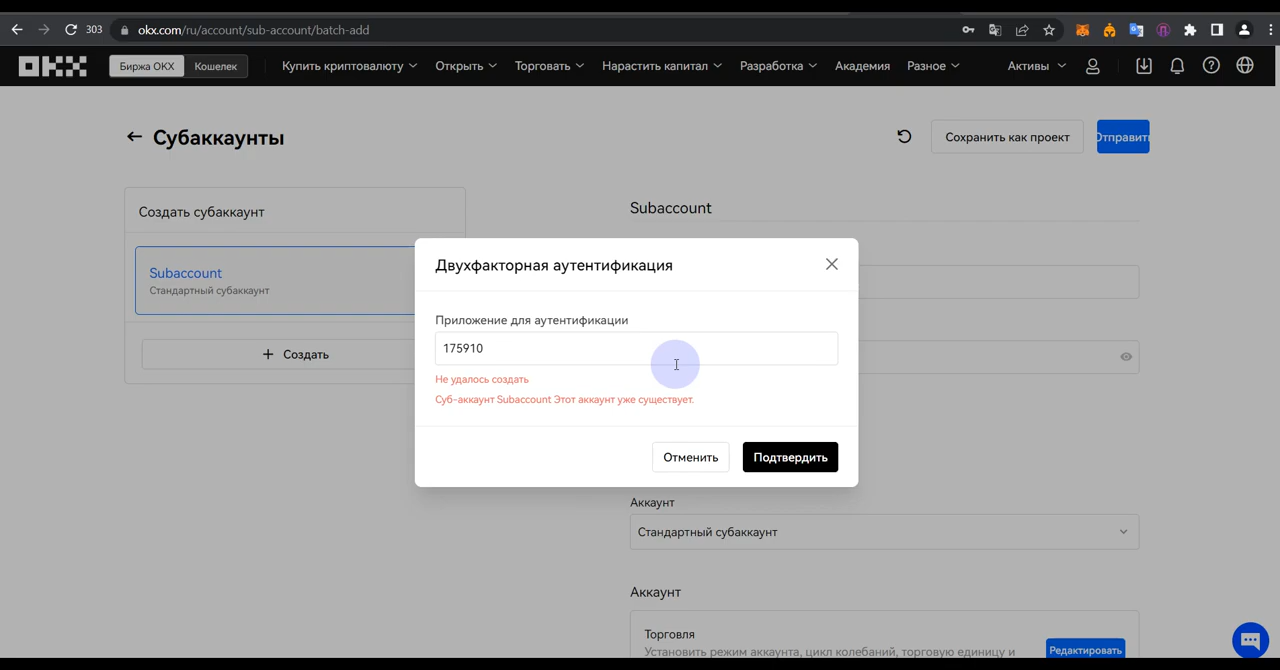 303
okx.com/ru/account/sub-account/batch-add
OKX
Биржа OKX
Кошелек
Купить криптовалюту
Открыть
Торговать
Нарастить капитал
Разработка
Академия
Разное
Активы
Субаккаунты
Сохранить как проект
Отправить
Создать субаккаунт
Subaccount
Стандартный субаккаунт
+ Создать
Subaccount
Двухфакторная аутентификация
Приложение для аутентификации
175910
Не удалось создать
Суб-аккаунт Subaccount Этот аккаунт уже существует.
Отменить
Подтвердить
Аккаунт
Стандартный субаккаунт
Аккаунт
Торговля
Установить режим аккаунта, цикл колебаний, торговую единицу и
Редактировать